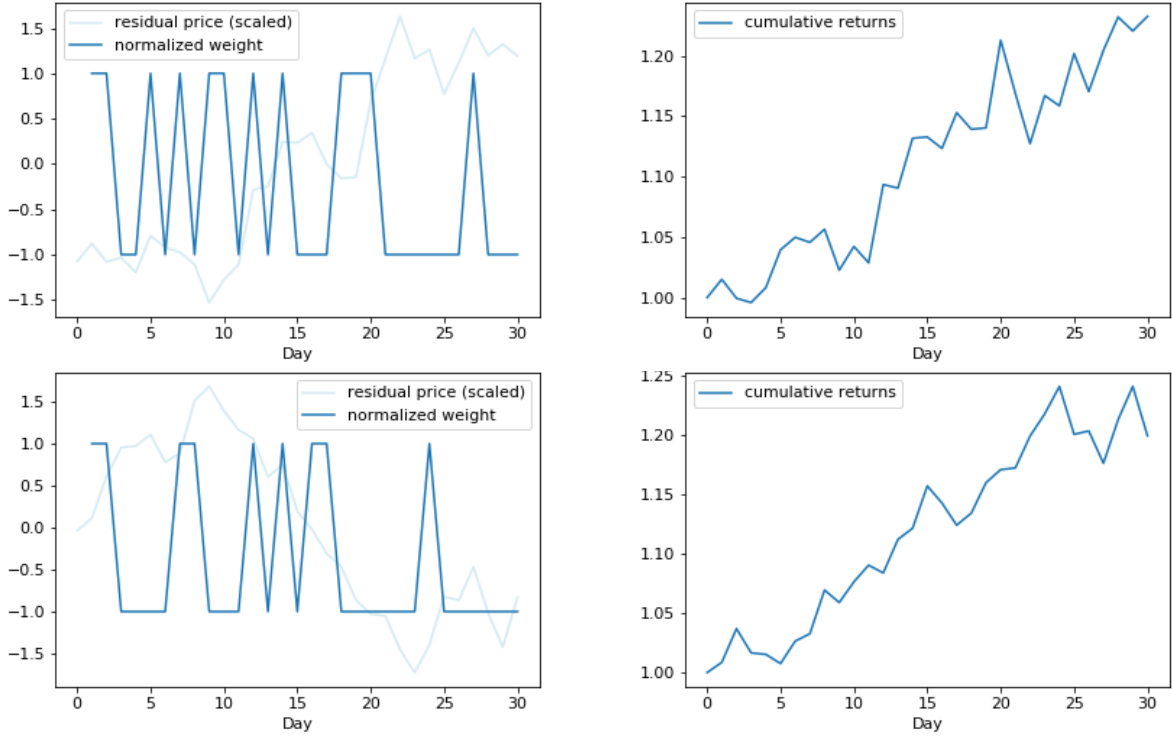 residual price (scaled)
normalized weight
1.5
1.0
0.5
0.0
−0.5
−1.0
−1.5
0 5 10 15 20 25 30
Day
cumulative returns
1.20
1.15
1.10
1.05
1.00
0 5 10 15 20 25 30
Day
residual price (scaled)
normalized weight
1.5
1.0
0.5
0.0
−0.5
−1.0
−1.5
0 5 10 15 20 25 30
Day
cumulative returns
1.25
1.20
1.15
1.10
1.05
1.00
0 5 10 15 20 25 30
Day